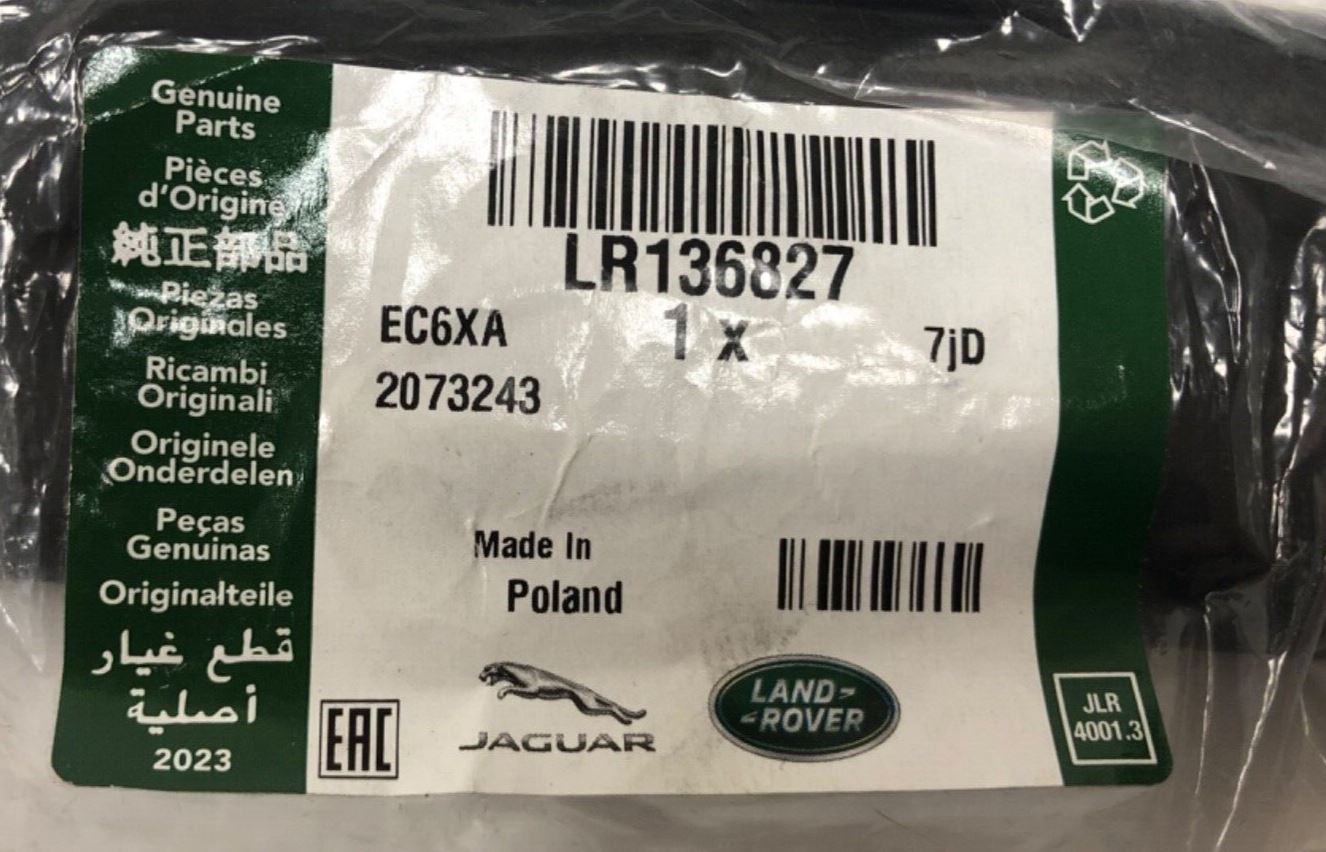 Genuine
Parts
Pièces
d'Origine
純正部品
Piezas
Originales
Ricambi
Originali
Originele
Onderdelen
Peças
Genuinas
Originalteile
قطع غيار
أصلية
2023
LR136827
EC6XA
1 x
7jD
2073243
Made In
Poland
EAC
JAGUAR
LAND-
-ROVER
JLR
4001.3